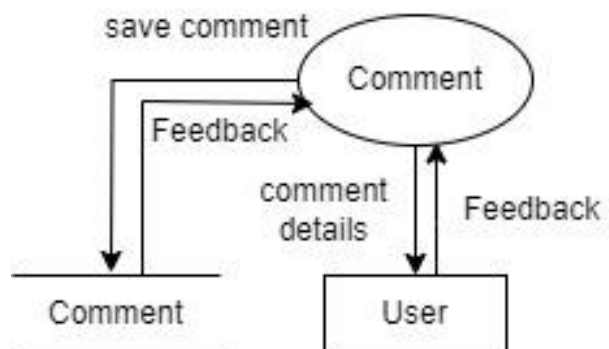 save comment
Comment
Feedback
comment
details
Feedback
Comment
User